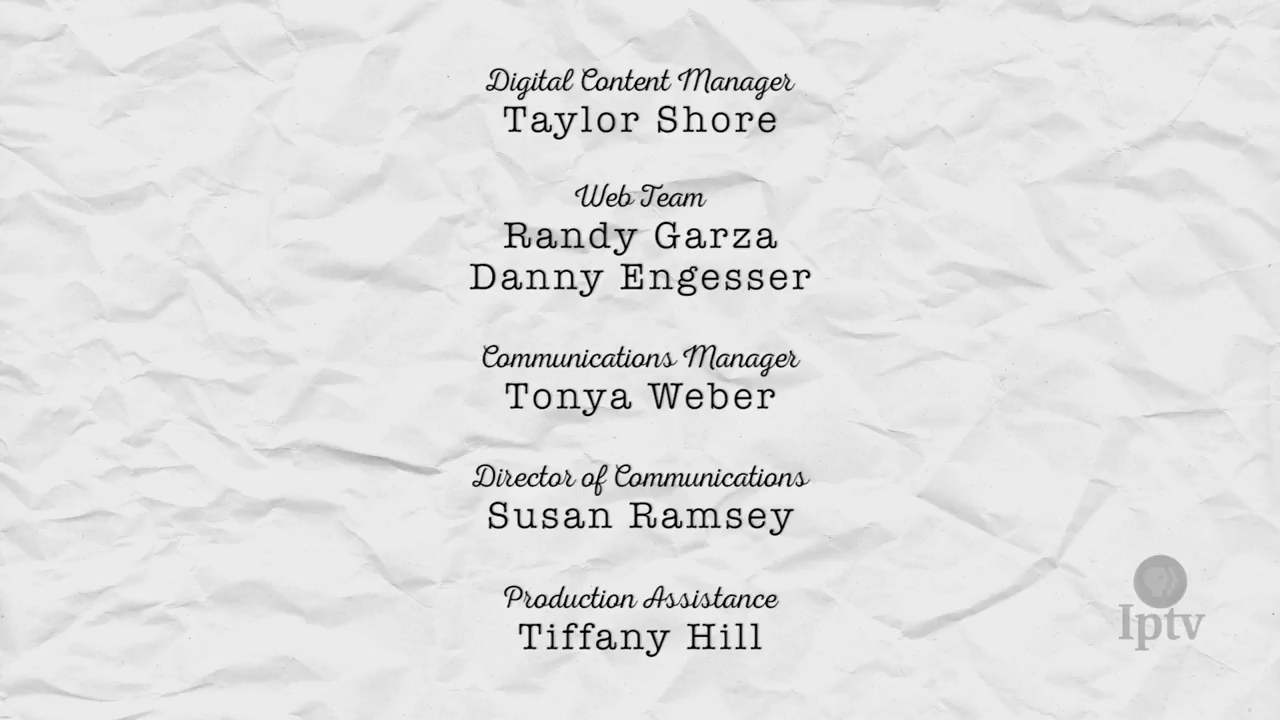 Digital Content Manager
Taylor Shore
Web Team
Randy Garza
Danny Engesser
Communications Manager
Tonya Weber
Director of Communications
Susan Ramsey
Production Assistance
Tiffany Hill
Iptv